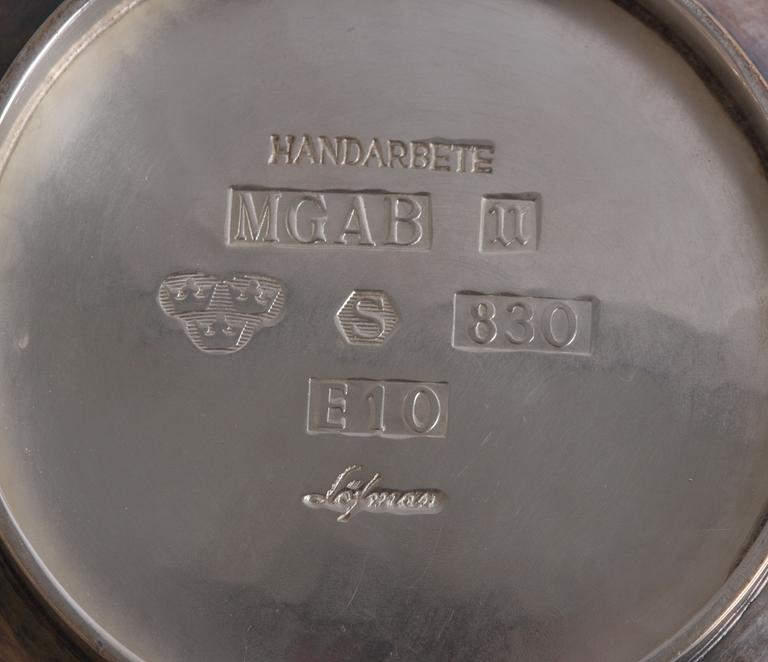 HANDARBETE
MGAB u
S 830
E10
Löfman